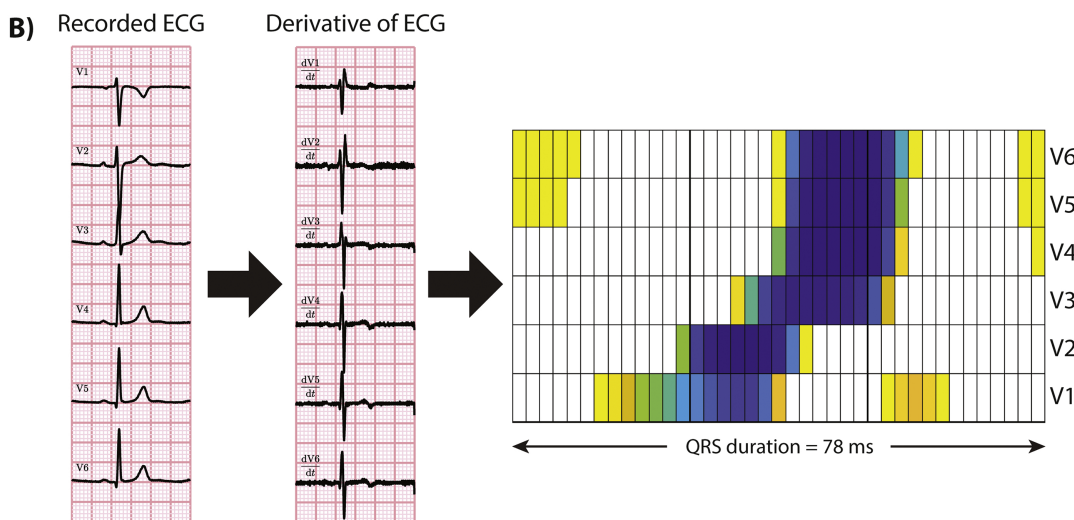 B)
Recorded ECG
Derivative of ECG
V1
V2
V3
V4
V5
V6
dV1
dt
dV2
dt
dV3
dt
dV4
dt
dV5
dt
dV6
dt
V6
V5
V4
V3
V2
V1
QRS duration = 78 ms